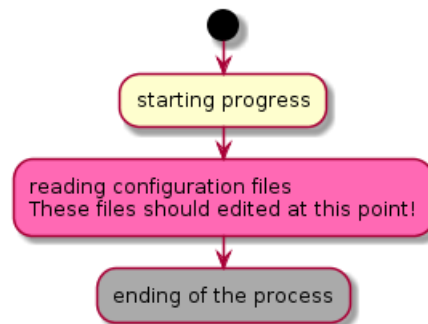 starting progress
reading configuration files
These files should edited at this point!
ending of the process